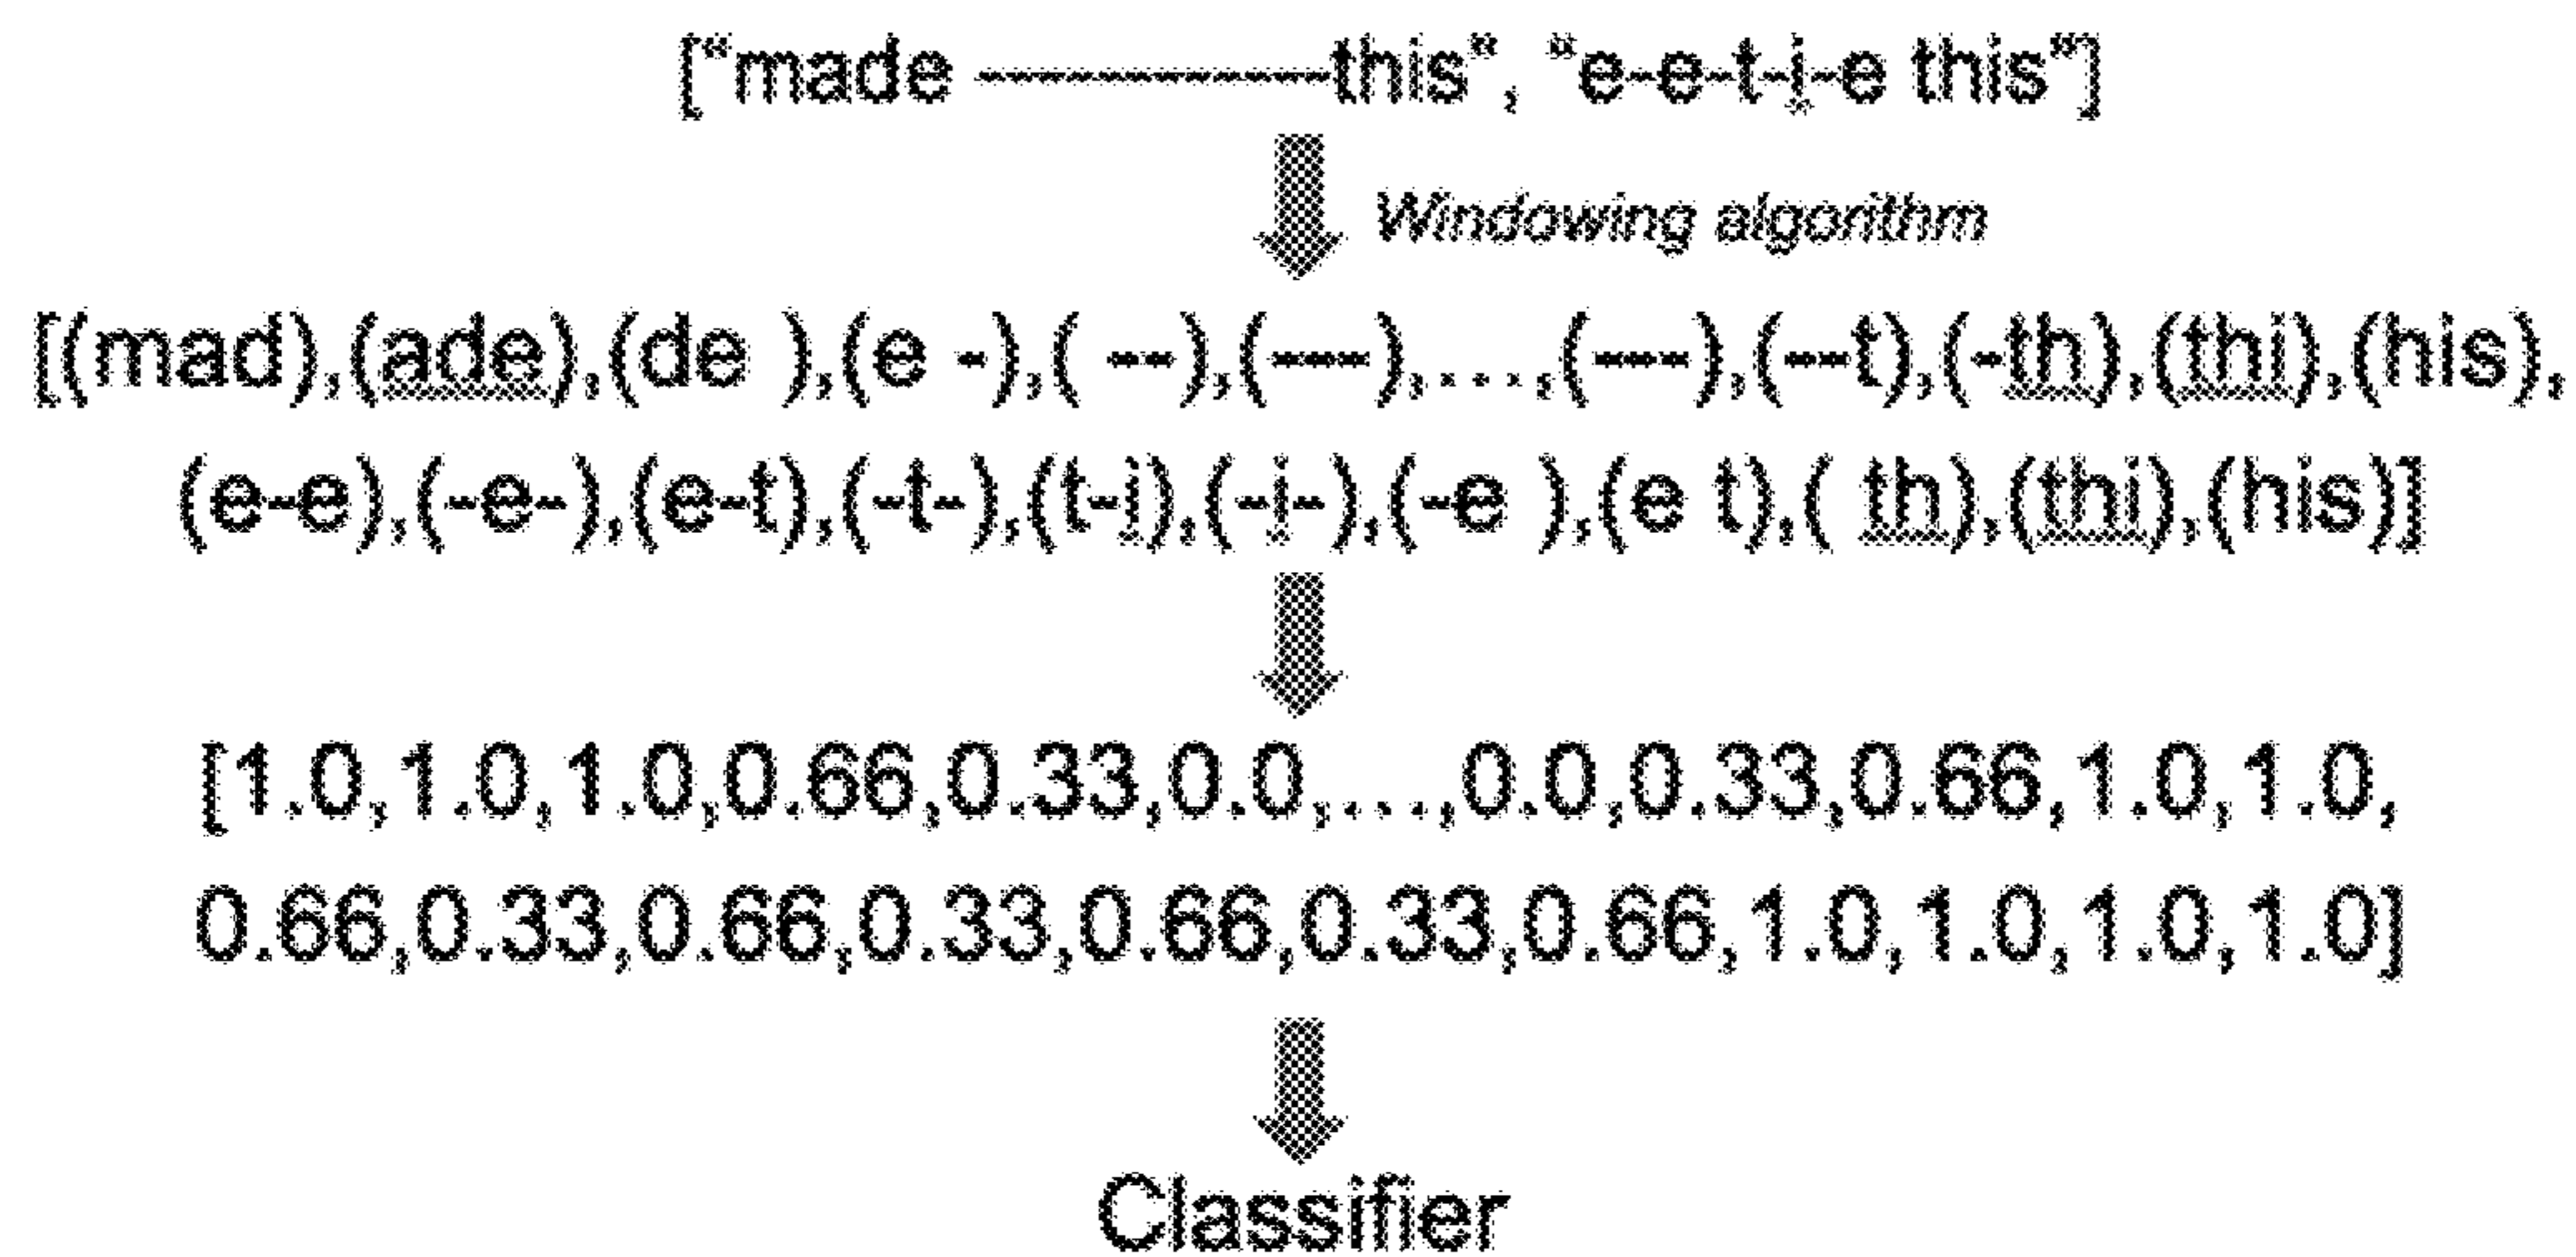 ["made ------------this", "e-e-t-i-e this"]
Windowing algorithm
[(mad),(ade),(de ),(e -),( --),(---),....,(---),(--t),(-th),(thi),(his),
(e-e),(-e-),(e-t),(-t-),(t-i),(-i-),(-e ),(e t),( th),(thi),(his)]
[1.0,1.0,1.0,0.66,0.33,0.0,...,0.0,0.33,0.66,1.0,1.0,
0.66,0.33,0.66,0.33,0.66,0.33,0.66,1.0,1.0,1.0,1.0]
Classifier